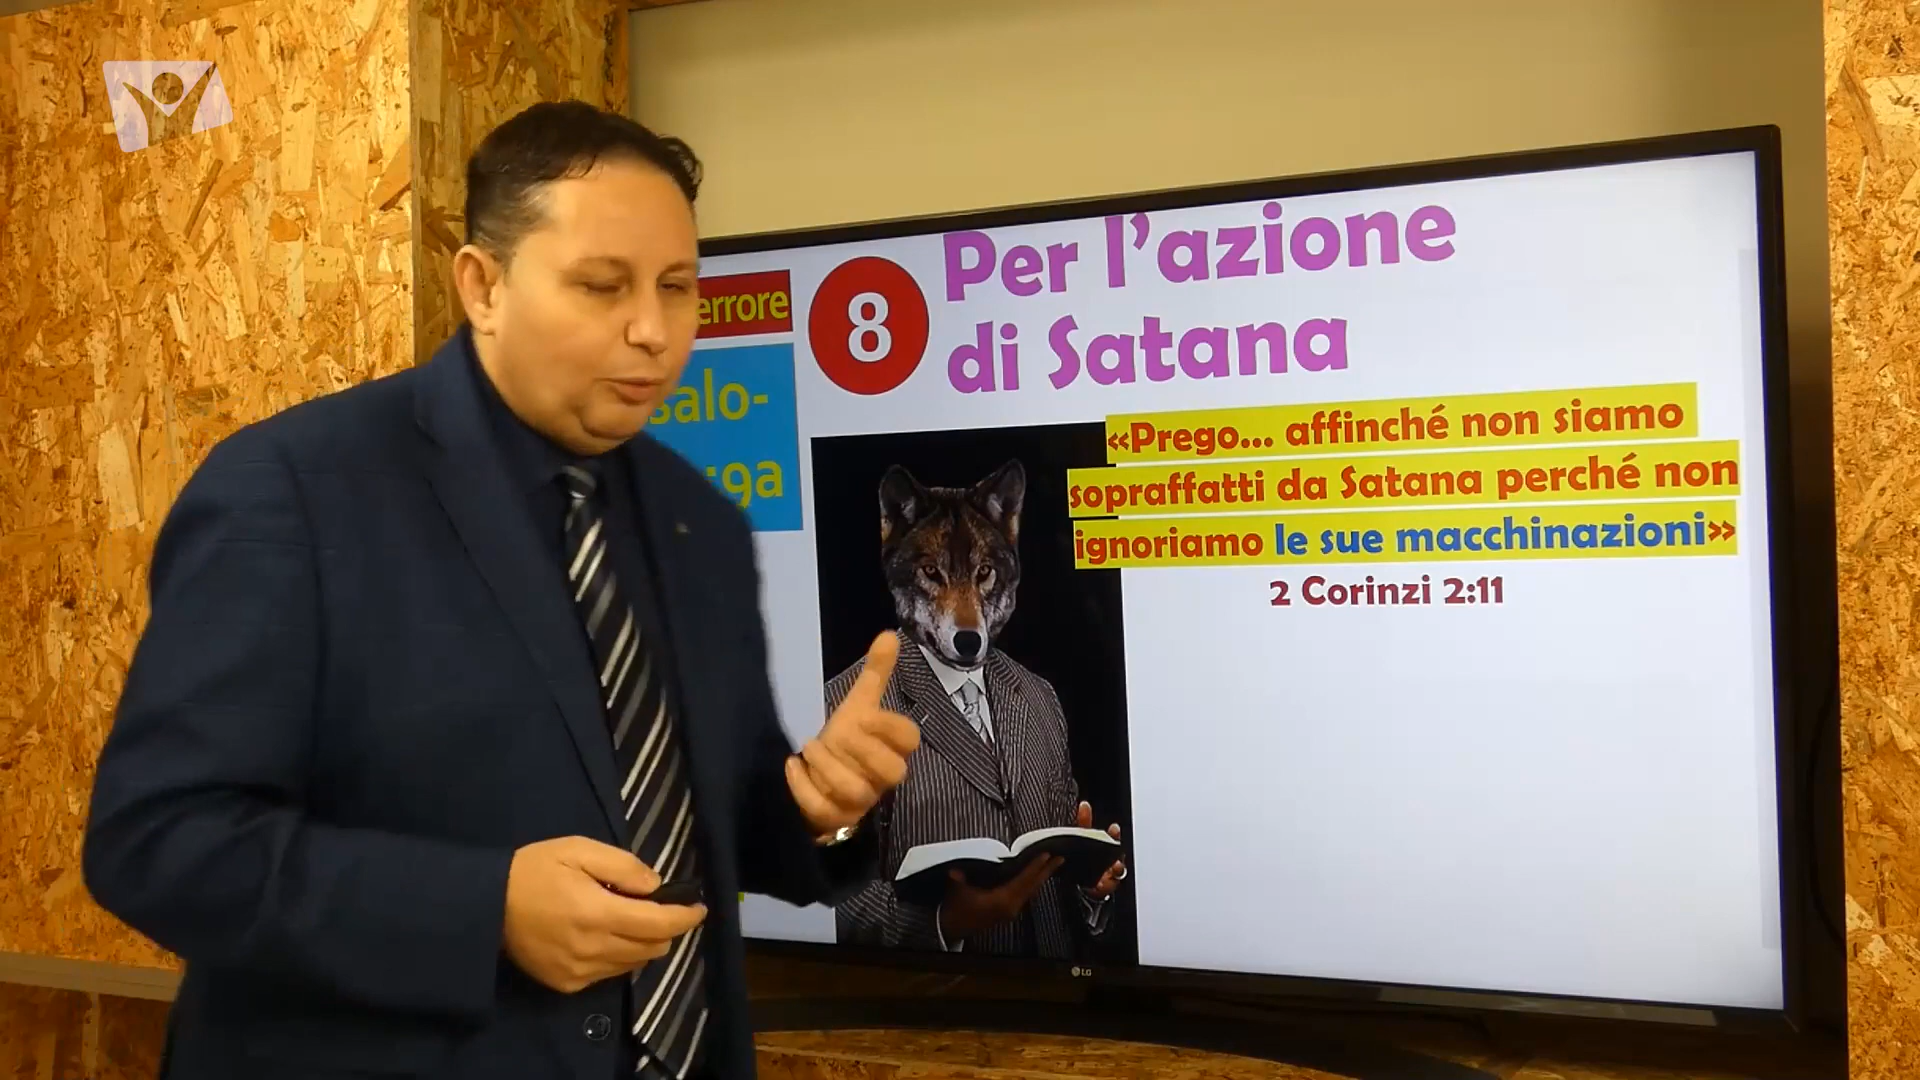 errore
8
Per l'azione
di Satana
salo-
«Prego... affinché non siamo
sopraffatti da Satana perché non
ignoriamo le sue macchinazioni»
2 Corinzi 2:11
LG